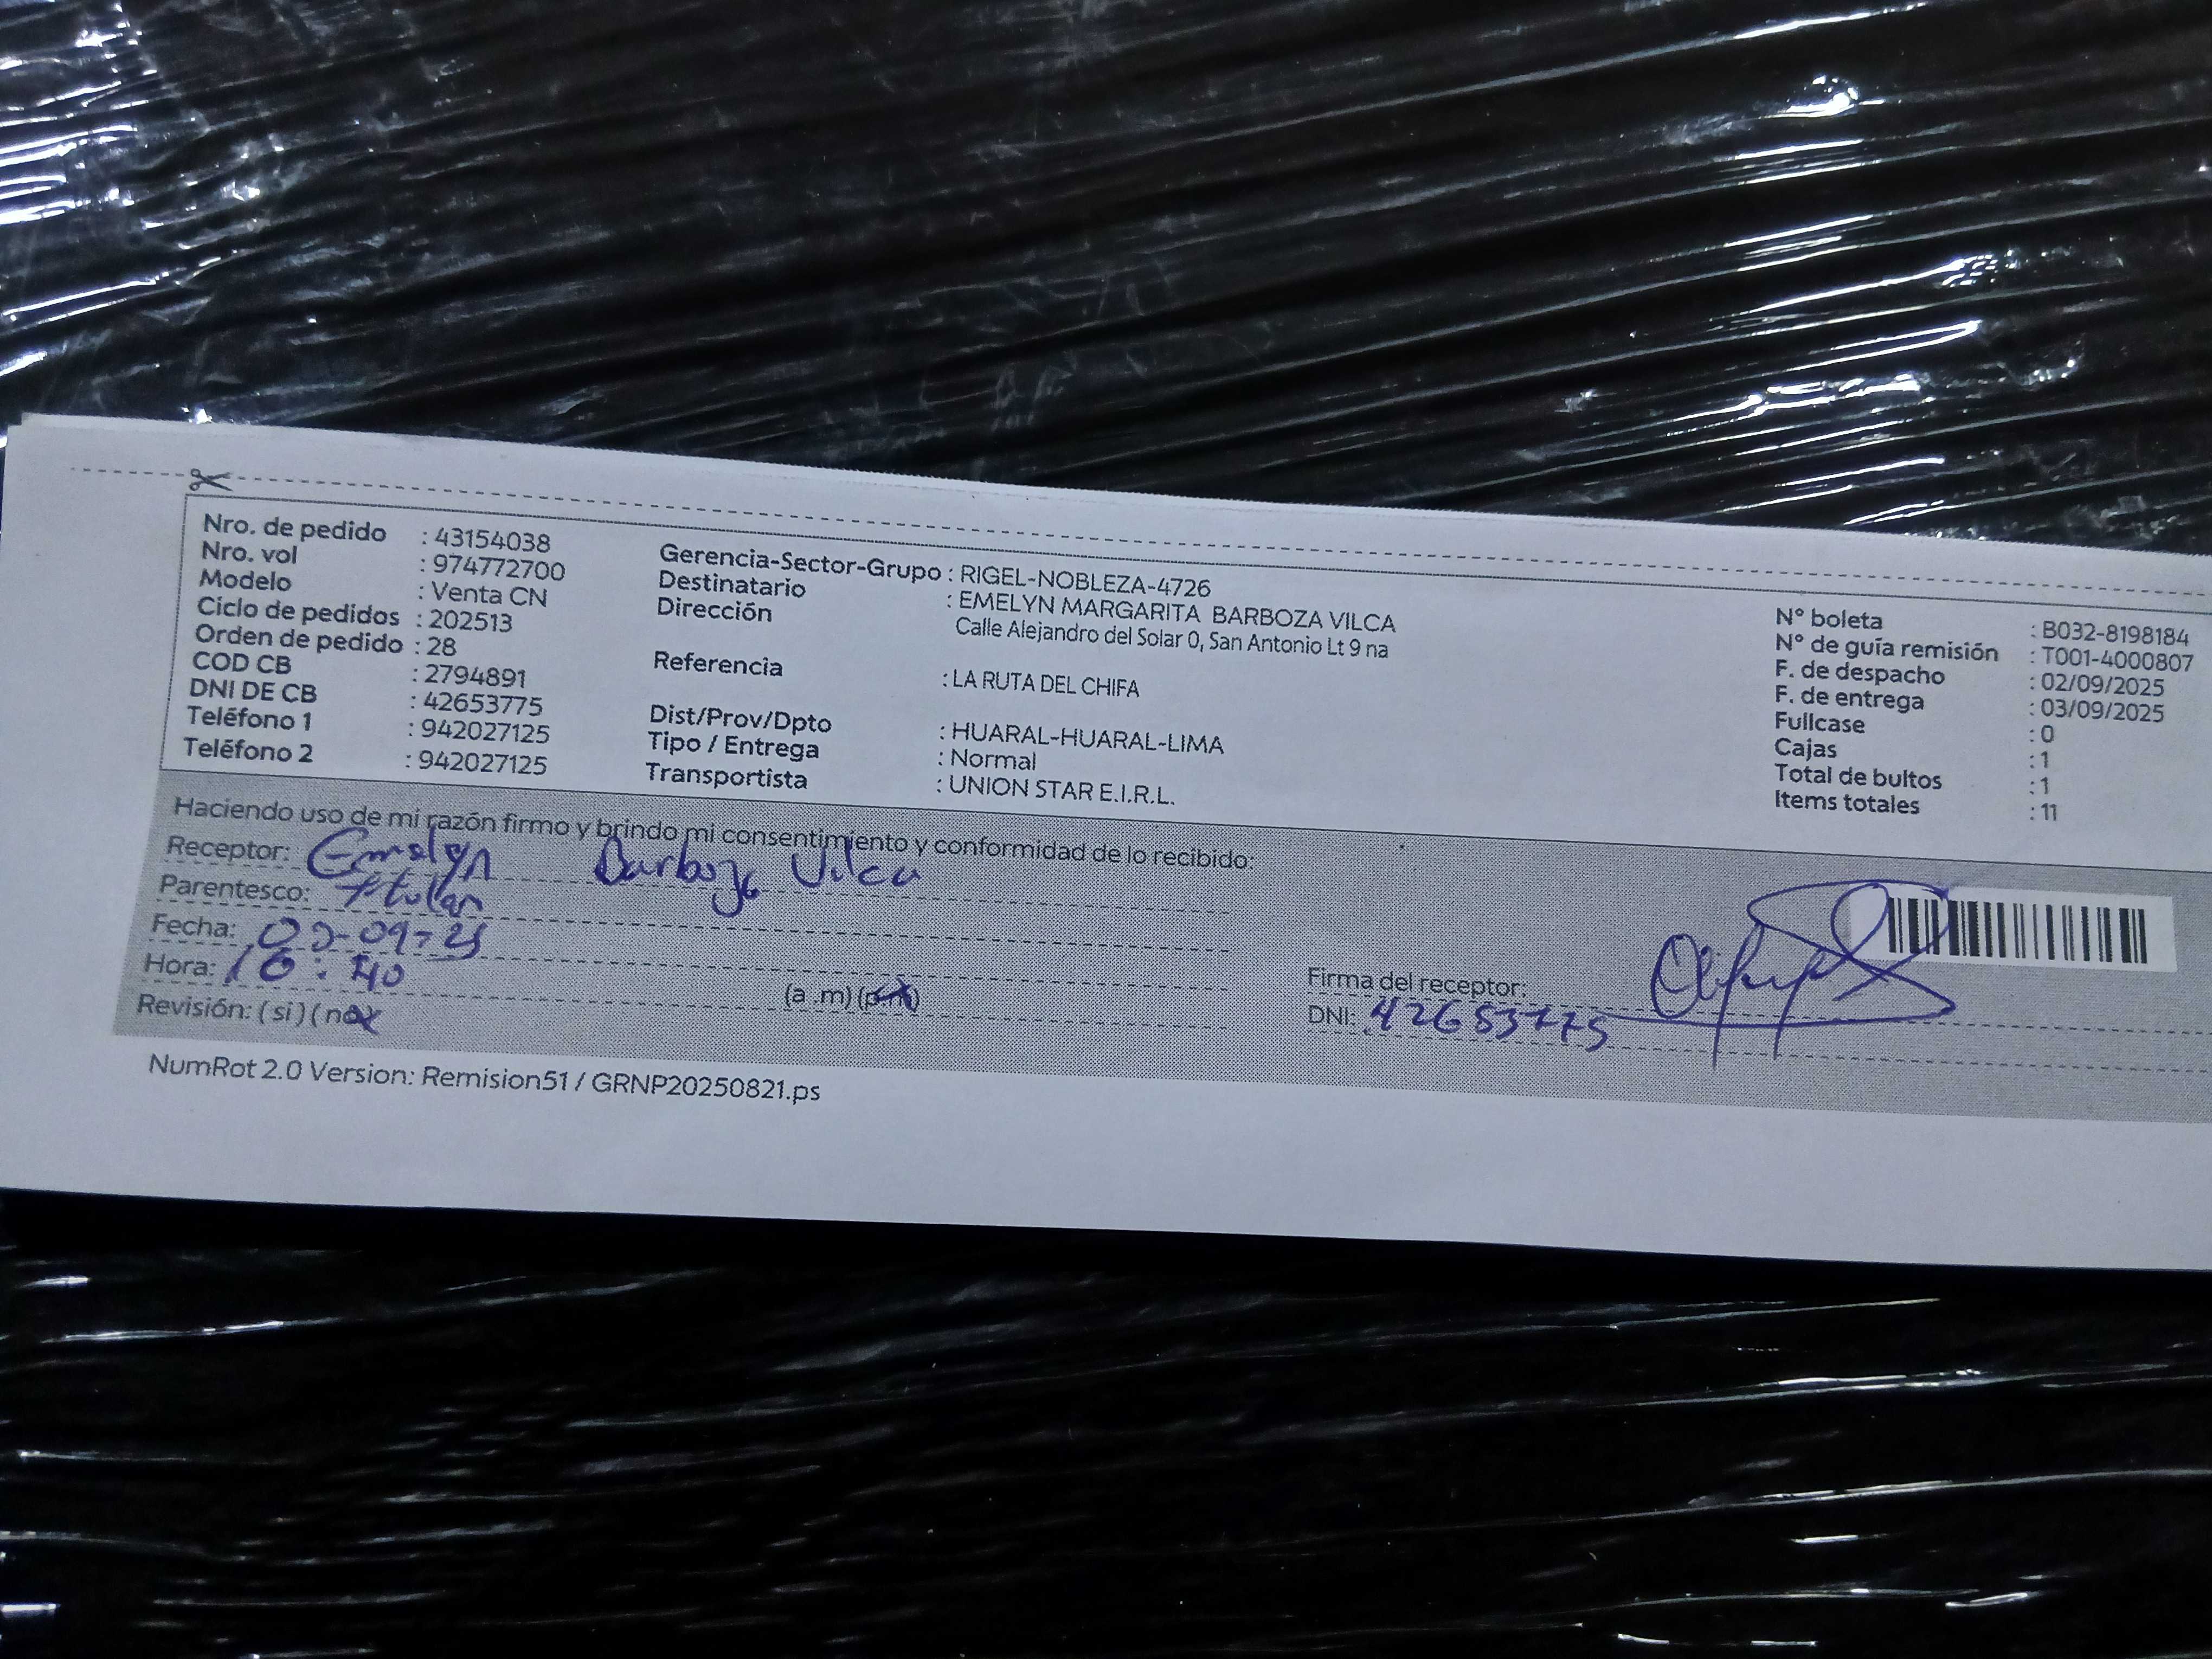 Nro. de pedido : 43154038
Nro. vol : 974772700
Modelo : Venta CN
Ciclo de pedidos : 202513
Orden de pedido : 28
COD CB : 2794891
DNI DE CB : 42653775
Teléfono 1 : 942027125
Teléfono 2 : 942027125
Gerencia-Sector-Grupo : RIGEL-NOBLEZA-4726
Destinatario : EMELYN MARGARITA BARBOZA VILCA
Dirección Calle Alejandro del Solar 0, San Antonio Lt 9 na
Referencia : LA RUTA DEL CHIFA
Dist/Prov/Dpto : HUARAL-HUARAL-LIMA
Tipo / Entrega : Normal
Transportista : UNION STAR E.I.R.L.
N° boleta : B032-8198184
N° de guía remisión : T001-4000807
F. de despacho : 02/09/2025
F. de entrega : 03/09/2025
Fullcase : 0
Cajas : 1
Total de bultos : 1
Items totales : 11
Haciendo uso de mi razón firmo y brindo mi consentimiento y conformidad de lo recibido:
Receptor: Emelyn Barboza Vilca
Parentesco: titular
Fecha:
Hora: 16:40 (a .m) (p.m)
Revisión: ( si ) ( no )
Firma del receptor:
DNI: 42653775
NumRot 2.0 Version: Remision51 / GRNP20250821.ps